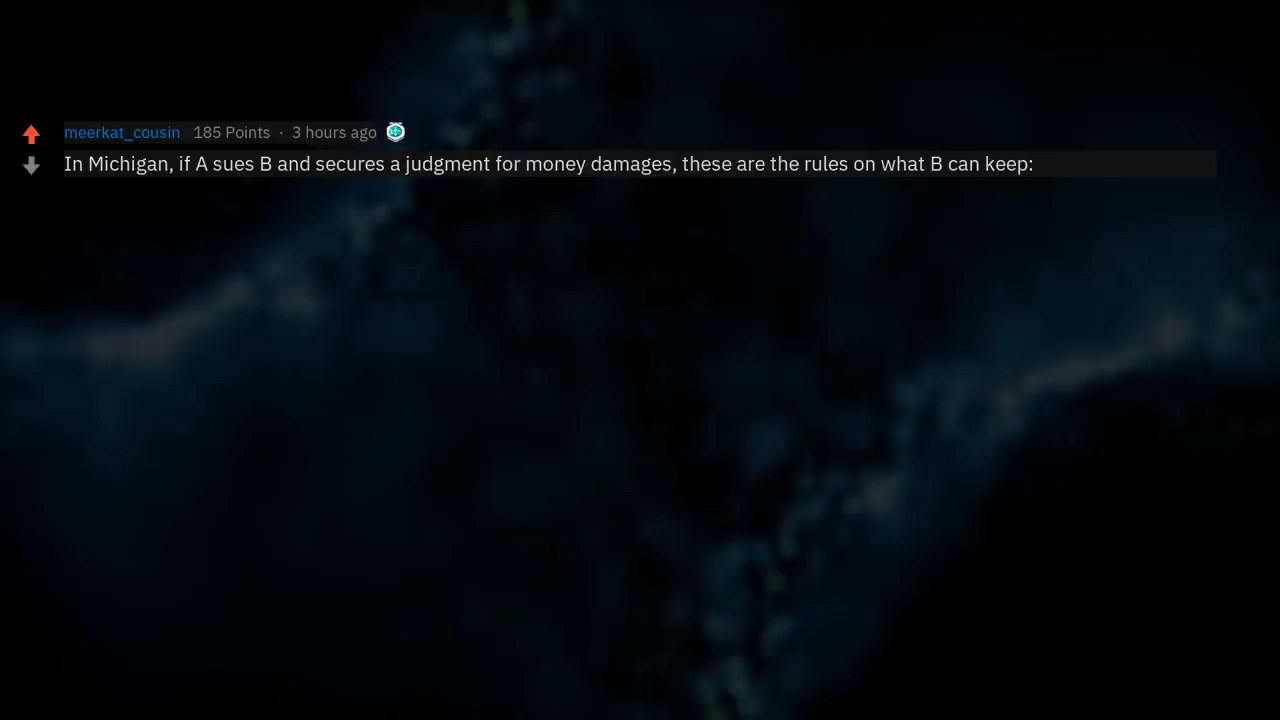 meerkat_cousin 185 Points · 3 hours ago
In Michigan, if A sues B and secures a judgment for money damages, these are the rules on what B can keep: